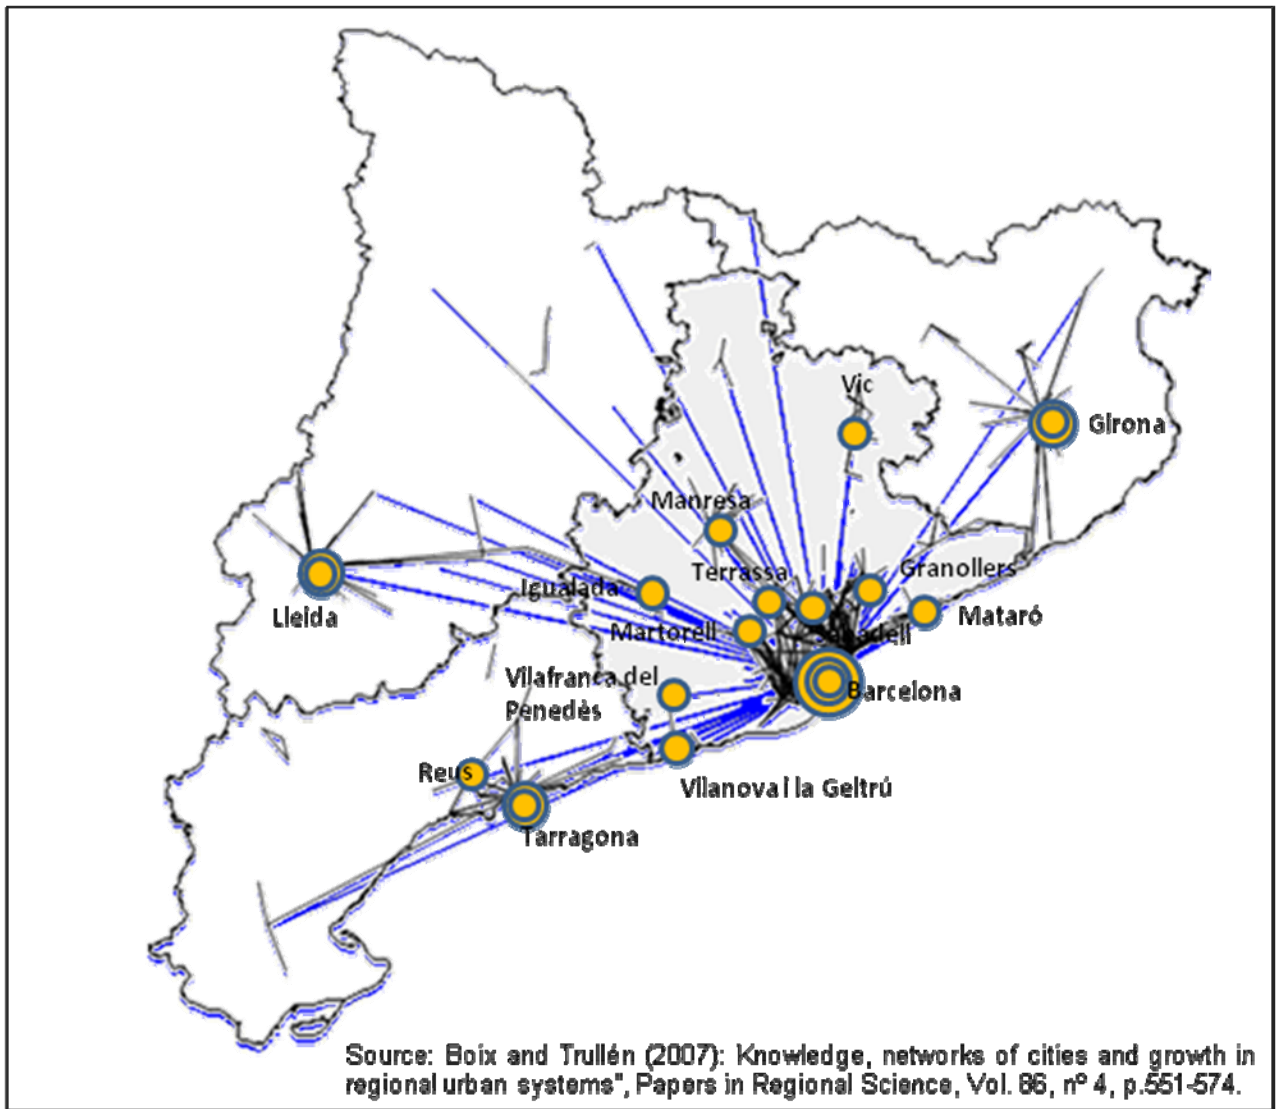 Vic
Girona
Manresa
Terrassa
Granollers
Igualada
Lleida
Mataró
Martorell
Sabadell
Vilafranca del
Penedès
Barcelona
Reus
Vilanova i la Geltrú
Tarragona
Source: Boix and Trullén (2007): Knowledge, networks of cities and growth in
regional urban systems", Papers in Regional Science, Vol. 86, nº 4, p.551-574.